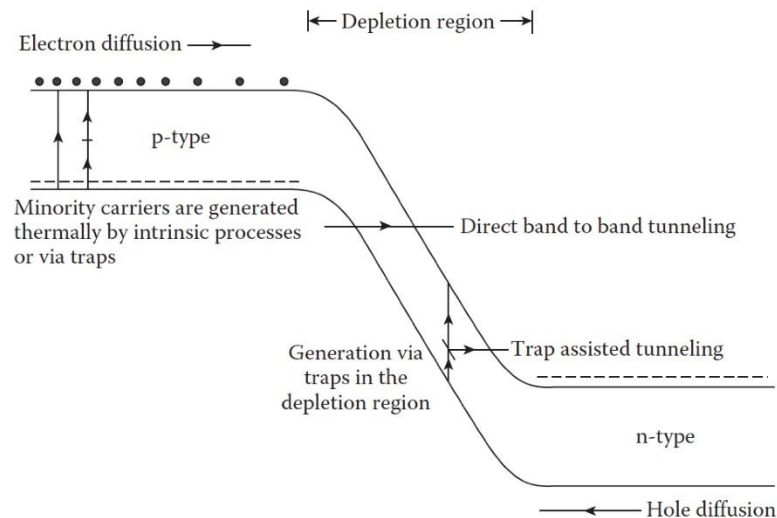 Depletion region
Electron diffusion
p-type
Minority carriers are generated
thermally by intrinsic processes
or via traps
Direct band to band tunneling
Generation via
traps in the
depletion region
Trap assisted tunneling
n-type
Hole diffusion